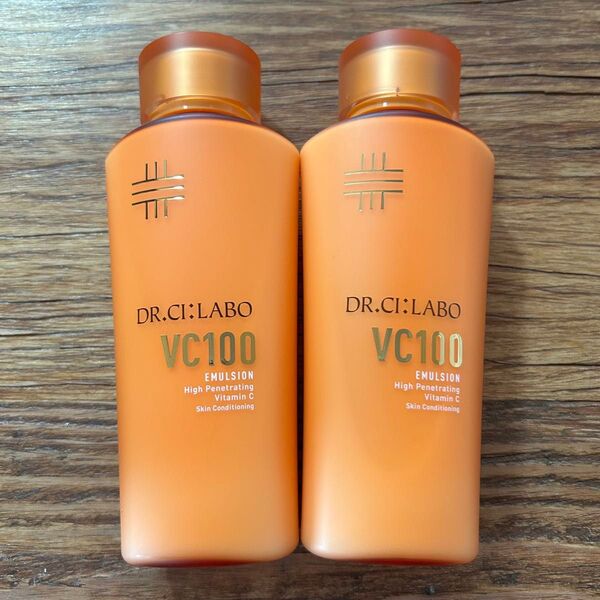 DR.CI:LABO
VC100
EMULSION
High Penetrating
Vitamin C
Skin Conditioning
DR.CI:LABO
VC100
EMULSION
High Penetrating
Vitamin C
Skin Conditioning